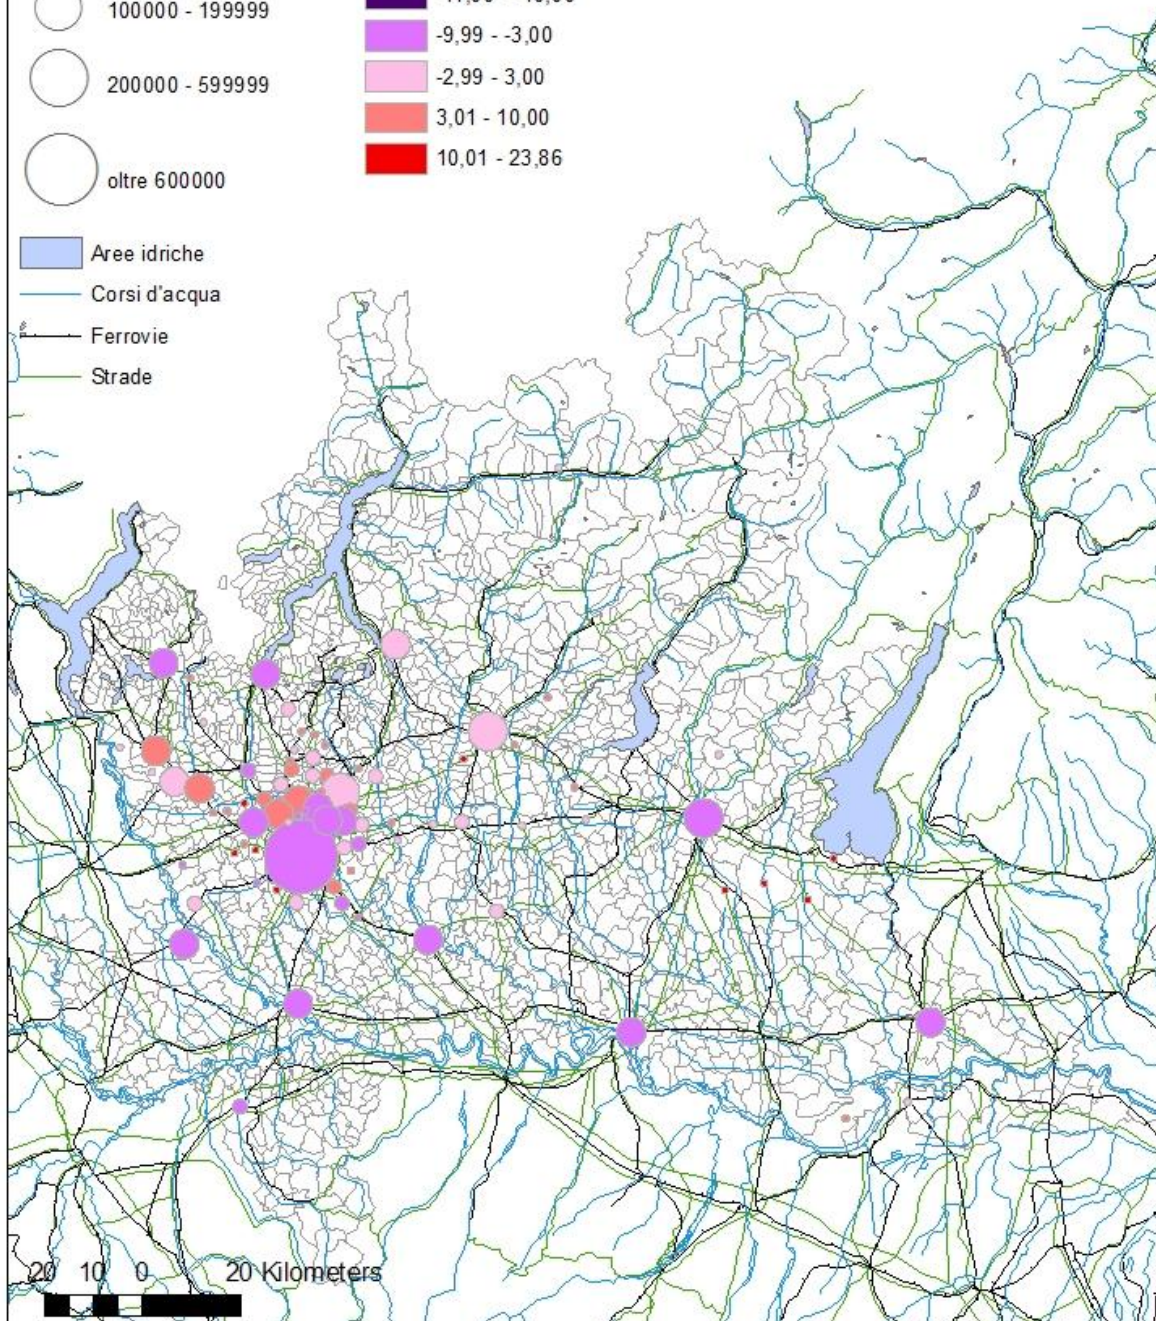 100000 - 199999
200000 - 599999
oltre 600000
-9,99 - -3,00
-2,99 - 3,00
3,01 - 10,00
10,01 - 23,86
Aree idriche
Corsi d'acqua
Ferrovie
Strade
20 10 0 20 Kilometers